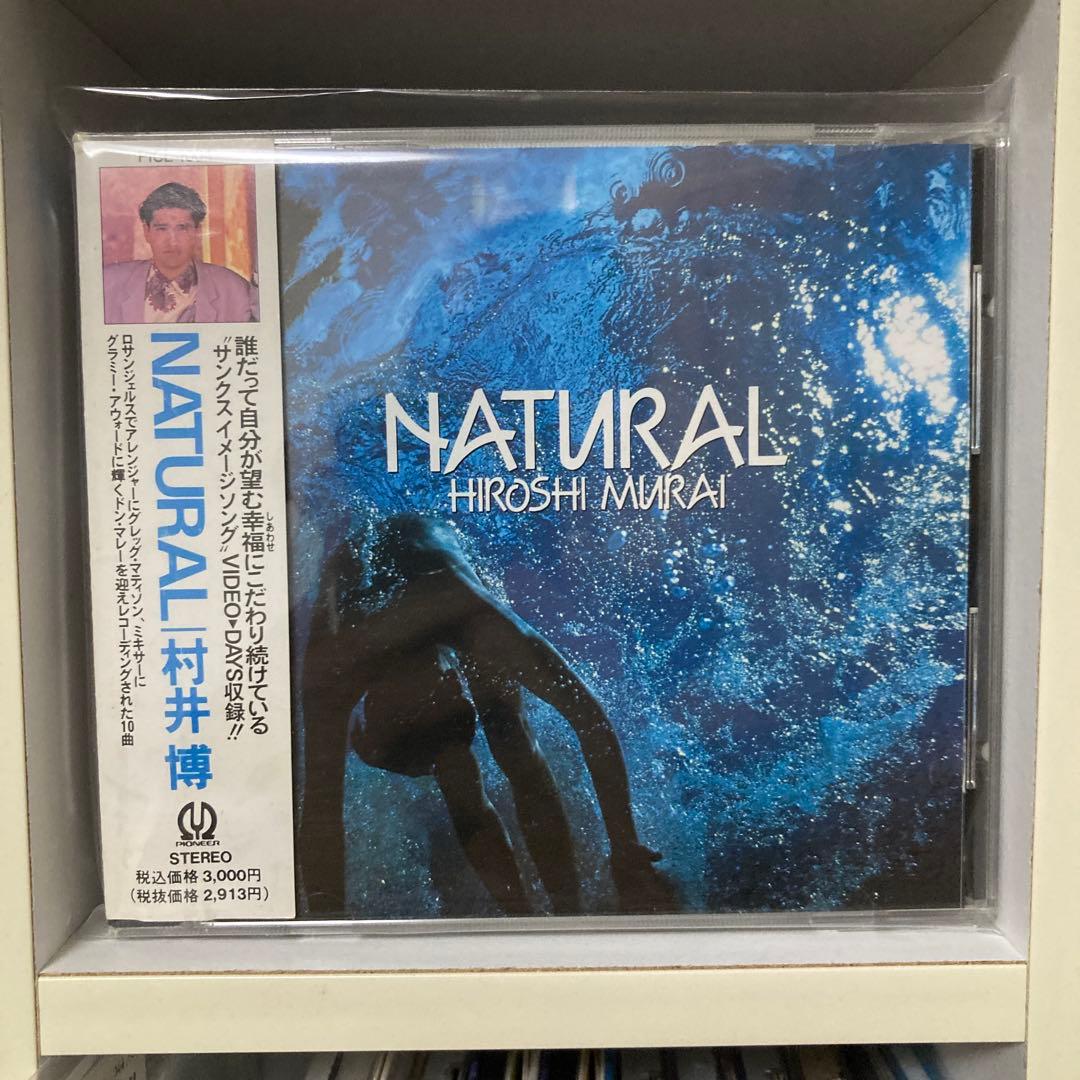 NATURAL
HIROSHI MURAI
誰だって自分が望む幸福にこだわり続けている
しあわせ
"サンクスイメージソング"VIDEO▼DAYS収録!!
NATURAL|村井 博
ロサンジェルスでアレンジャーにグレッグ・マティソン、ミキサーに
グラミー・アウォードに輝くドン・マレーを迎えレコーディングされた10曲
PIONEER
STEREO
税込価格 3,000円
(税抜価格 2,913円)